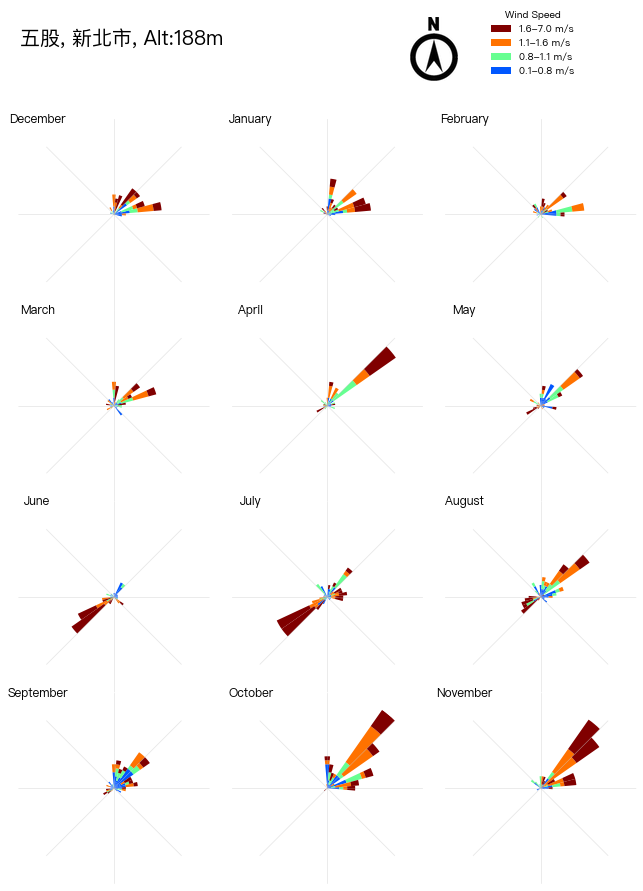 五股, 新北市, Alt:188m
N
Wind Speed
1.6–7.0 m/s
1.1–1.6 m/s
0.8–1.1 m/s
0.1–0.8 m/s
December
January
February
March
April
May
June
July
August
September
October
November